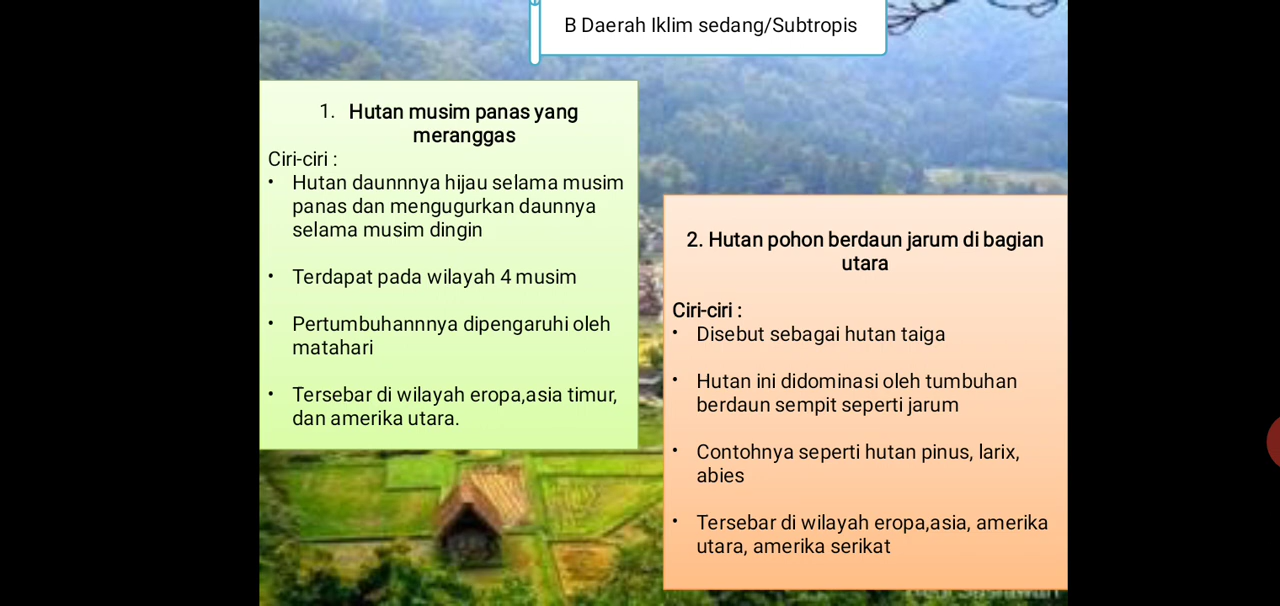 B Daerah Iklim sedang/Subtropis
1. Hutan musim panas yang
meranggas
Ciri-ciri :
• Hutan daunnnya hijau selama musim
panas dan mengugurkan daunnya
selama musim dingin
• Terdapat pada wilayah 4 musim
• Pertumbuhannnya dipengaruhi oleh
matahari
• Tersebar di wilayah eropa,asia timur,
dan amerika utara.
2. Hutan pohon berdaun jarum di bagian
utara
Ciri-ciri :
• Disebut sebagai hutan taiga
• Hutan ini didominasi oleh tumbuhan
berdaun sempit seperti jarum
• Contohnya seperti hutan pinus, larix,
abies
• Tersebar di wilayah eropa,asia, amerika
utara, amerika serikat